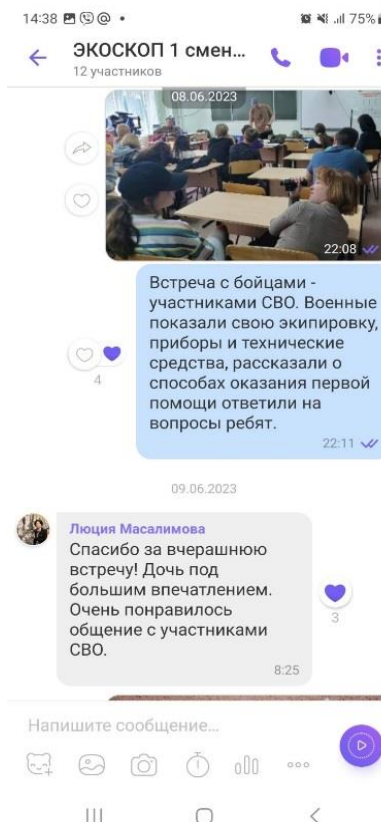 14:38 @ • .ıl 75%
ЭКОСКОП 1 смен...
12 участников
08.06.2023
22:08
Встреча с бойцами -
участниками СВО. Военные
показали свою экипировку,
приборы и технические
средства, рассказали о
способах оказания первой
помощи ответили на
вопросы ребят.
4
22:11
09.06.2023
Люция Масалимова
Спасибо за вчерашнюю
встречу! Дочь под
большим впечатлением.
Очень понравилось
общение с участниками
СВО.
3
8:25
Напишите сообщение...